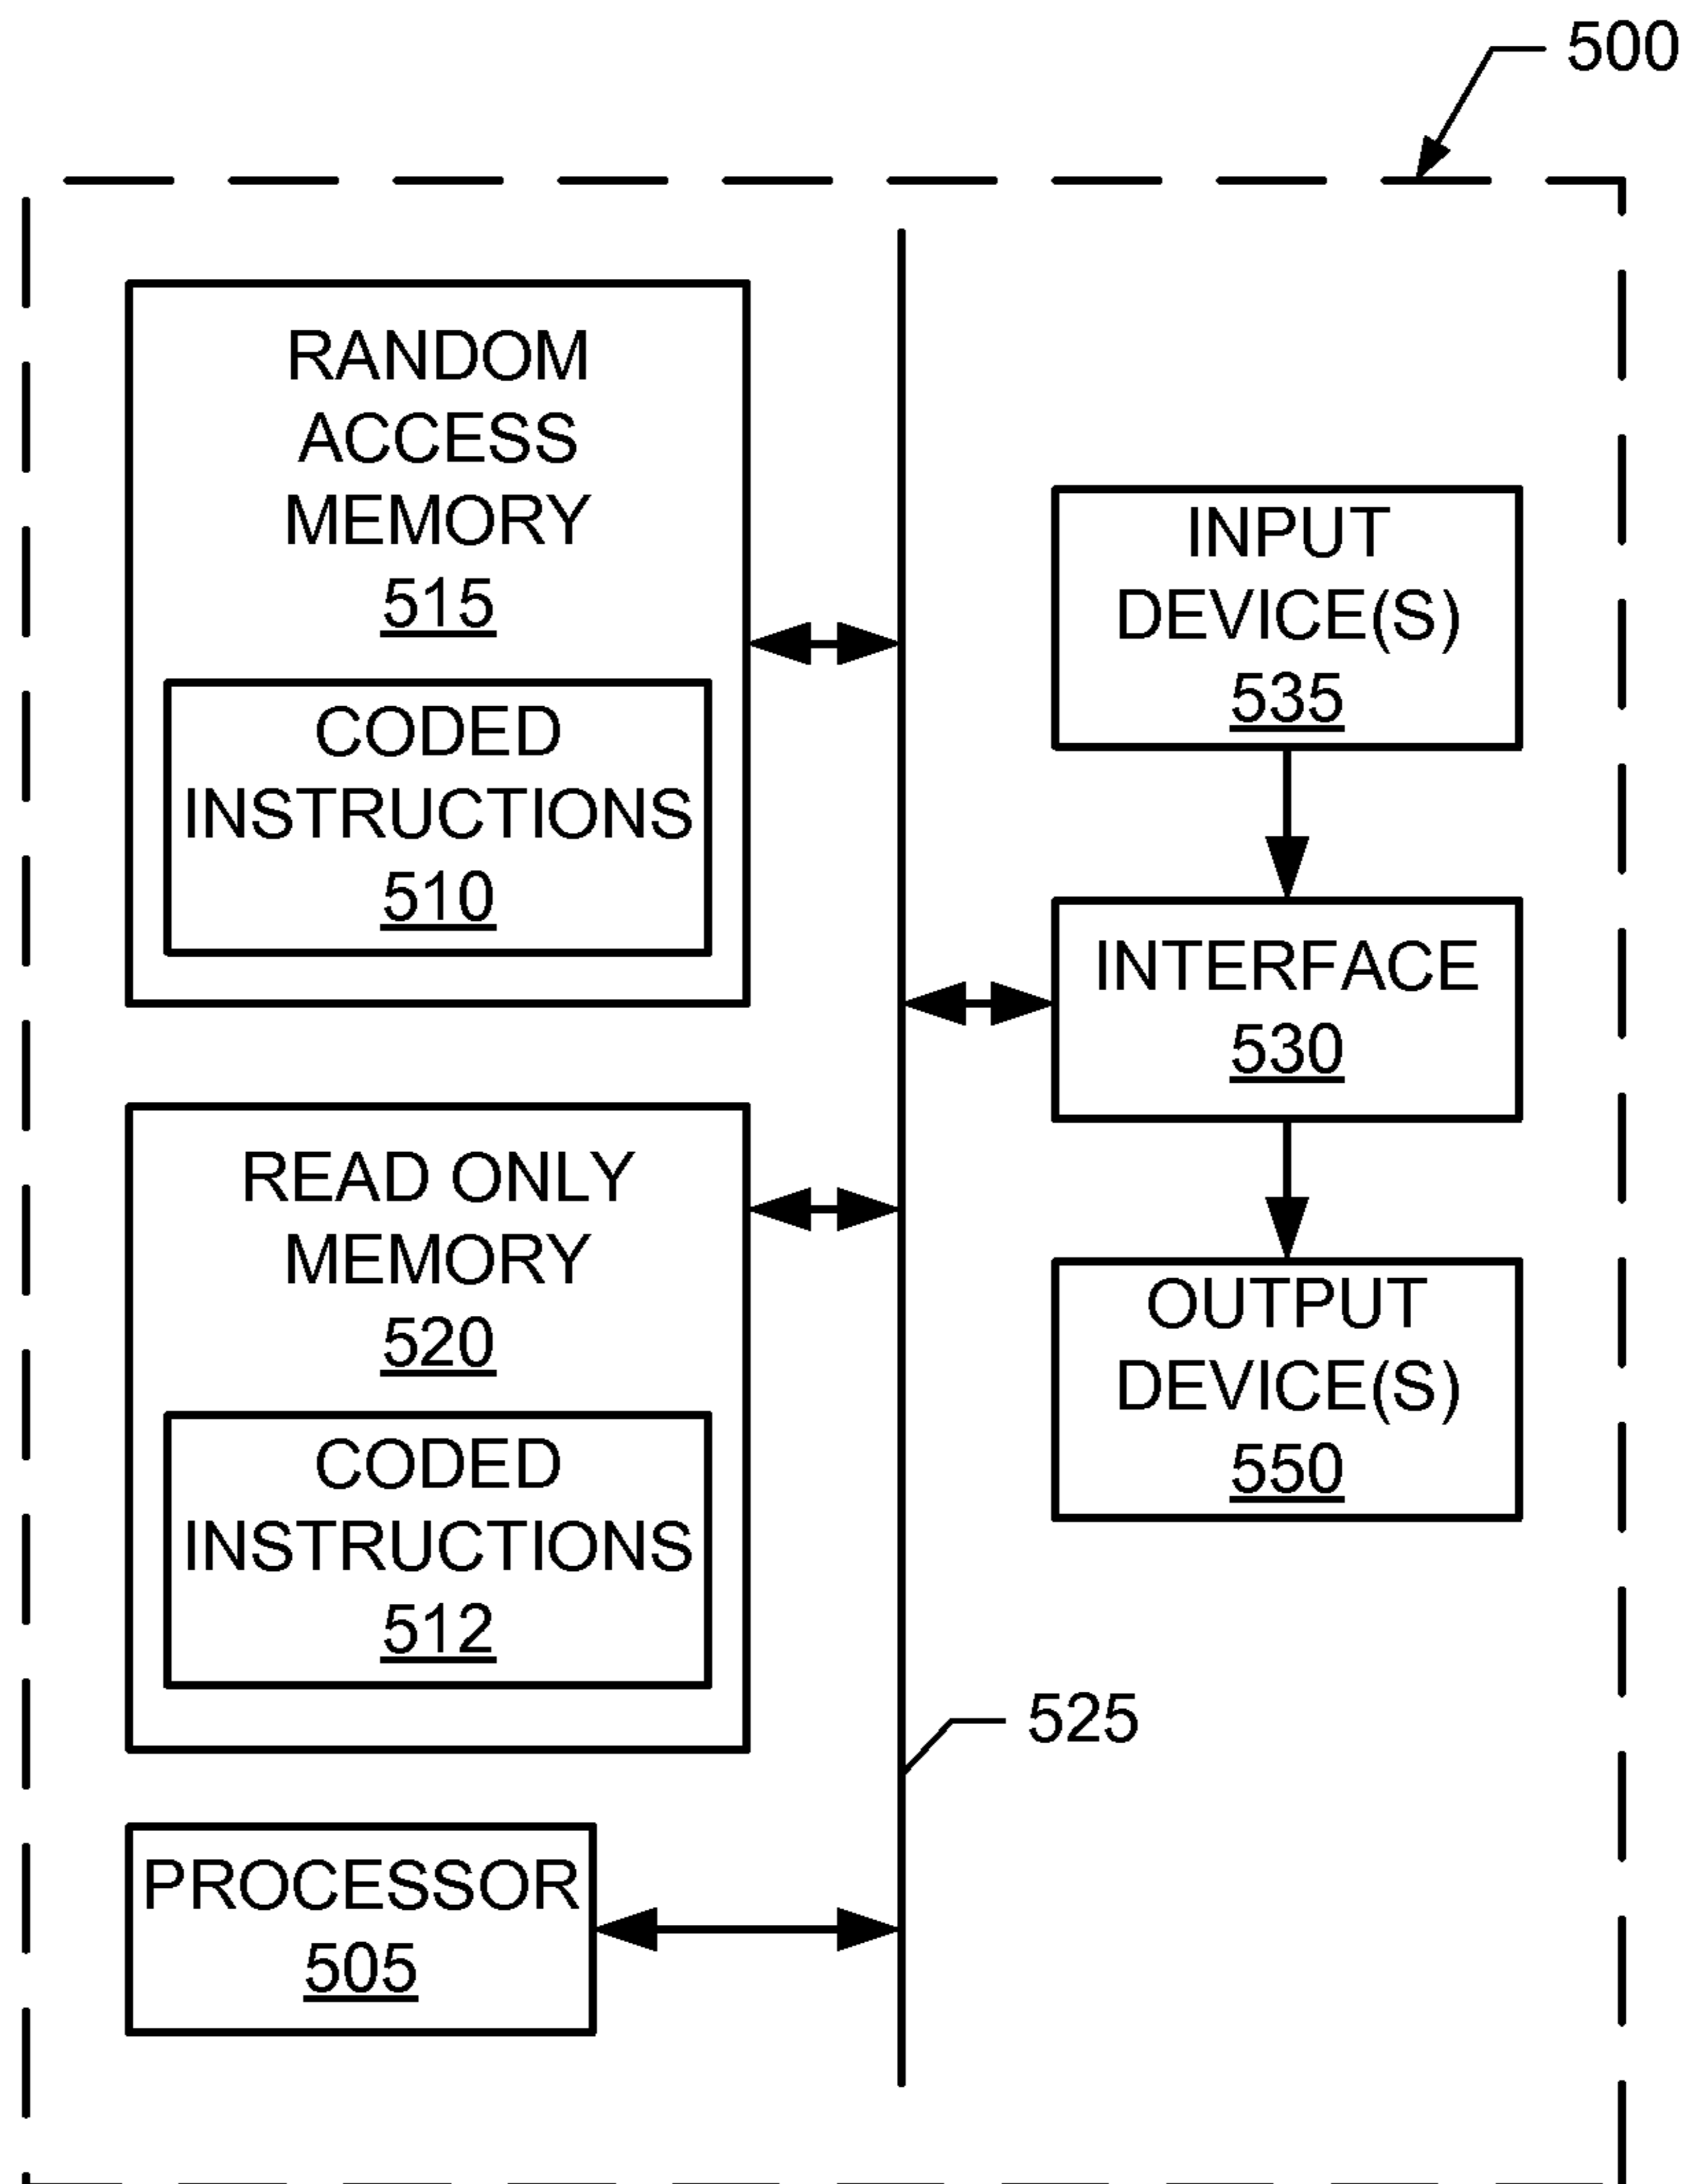 500
RANDOM
ACCESS
MEMORY
515
CODED
INSTRUCTIONS
510
READ ONLY
MEMORY
520
CODED
INSTRUCTIONS
512
PROCESSOR
505
INPUT
DEVICE(S)
535
INTERFACE
530
OUTPUT
DEVICE(S)
550
525